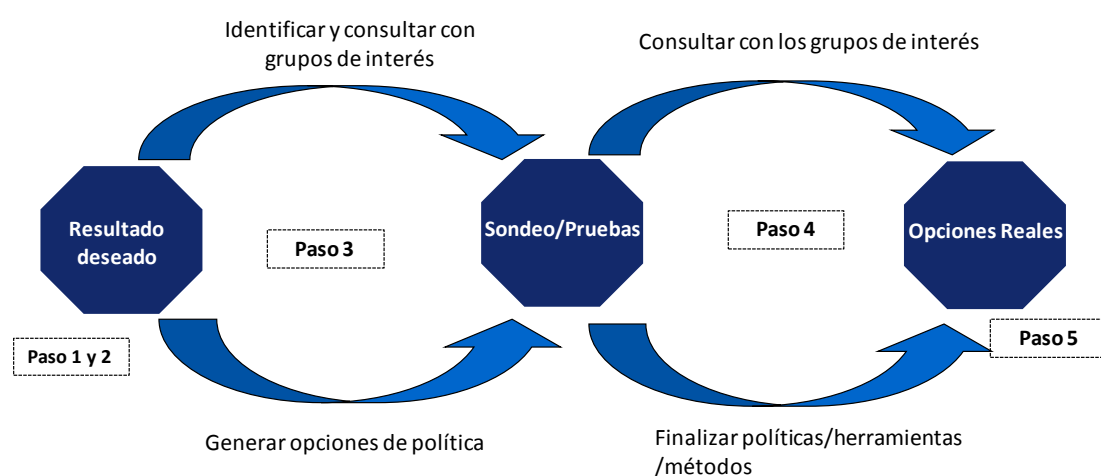 Identificar y consultar con
grupos de interés
Consultar con los grupos de interés
Resultado
deseado
Paso 3
Sondeo/Pruebas
Paso 4
Opciones Reales
Paso 1 y 2
Paso 5
Generar opciones de política
Finalizar políticas/herramientas
/métodos